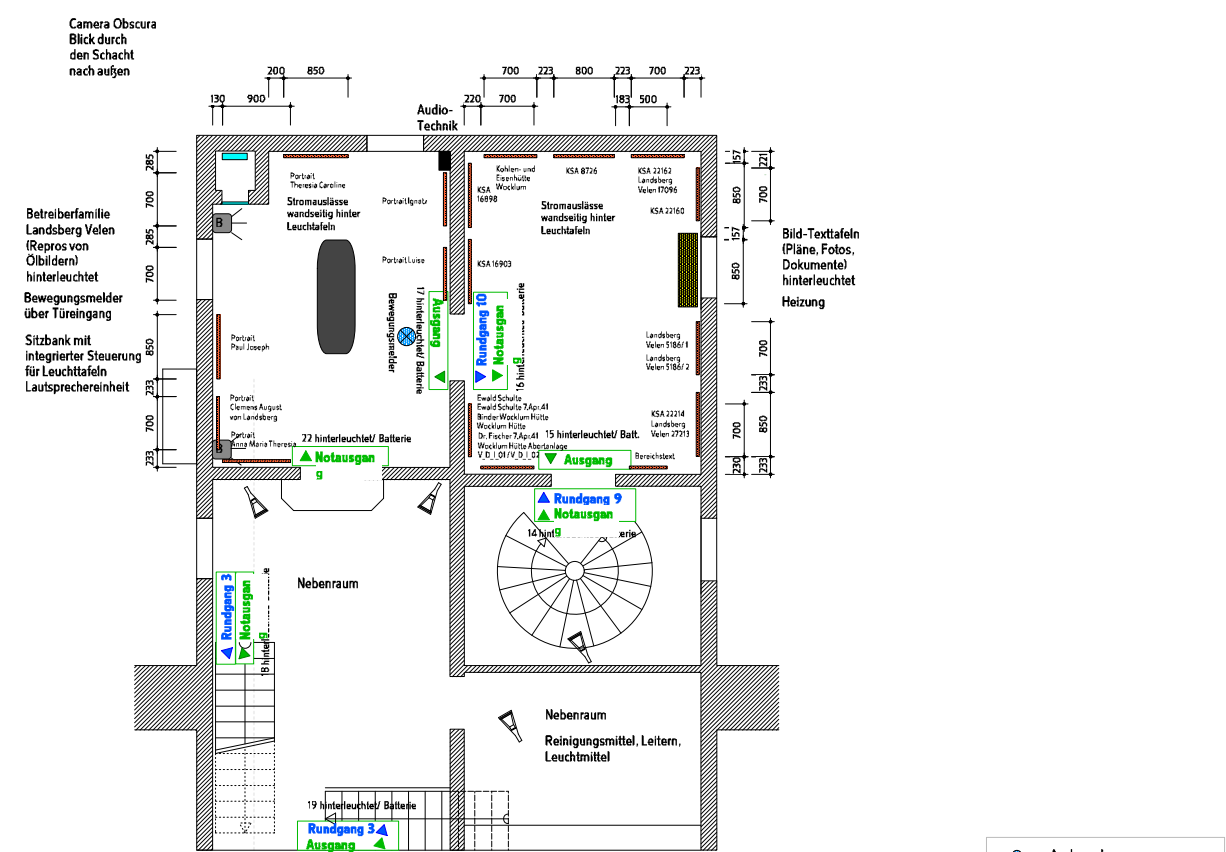 Camera Obscura
Blick durch
den Schacht
nach außen
200
850
130
900
Audio-
Technik
700
223
800
223
700
223
220
700
183
500
285
700
285
700
850
233
700
233
Betreiberfamilie
Landsberg Velen
(Repros von
Ölbildern)
hinterleuchtet
Bewegungsmelder
über Türeingang
Sitzbank mit
integrierter Steuerung
für Leuchttafeln
Lautsprechereinheit
Portrait
Theresia Caroline
Stromauslässe
wandseitig hinter
Leuchtafeln
Portrait Ignatz
Portrait Luise
B
Bewegungsmelder
17 hinterleuchtet/ Batterie
Ausgang
Portrait
Paul Joseph
Portrait
Clemens August
von Landsberg
Portrait
Anna Maria Theresia
B
22 hinterleuchtet/ Batterie
Notausgan
g
Kohlen- und
Eisenhütte
Wocklum
KSA
16898
KSA 8726
KSA 22162
Landsberg
Velen 17096
KSA 22160
Stromauslässe
wandseitig hinter
Leuchtafeln
KSA 16903
Rundgang 10
Notausgan
g
Landsberg
Velen 5186/ 1
Landsberg
Velen 5186/ 2
Ewald Schulte
Ewald Schulte 7.Apr.41
Binder Wocklum Hütte
Wocklum Hütte
Dr. Fischer 7.Apr.41
Wocklum Hütte Abortanlage
V_D_I_01/ V_D_I_02
KSA 22214
Landsberg
Velen 27213
15 hinterleuchtet/ Batt.
Bereichstext
Ausgang
157
850
157
850
221
700
700
233
850
233
700
230
Bild-Texttafeln
(Pläne, Fotos,
Dokumente)
hinterleuchtet
Heizung
Rundgang 9
Notausgan
g
Nebenraum
Rundgang 3
Notausgan
g
Nebenraum
Reinigungsmittel, Leitern,
Leuchtmittel
19 hinterleuchtet/ Batterie
Rundgang 3
Ausgang